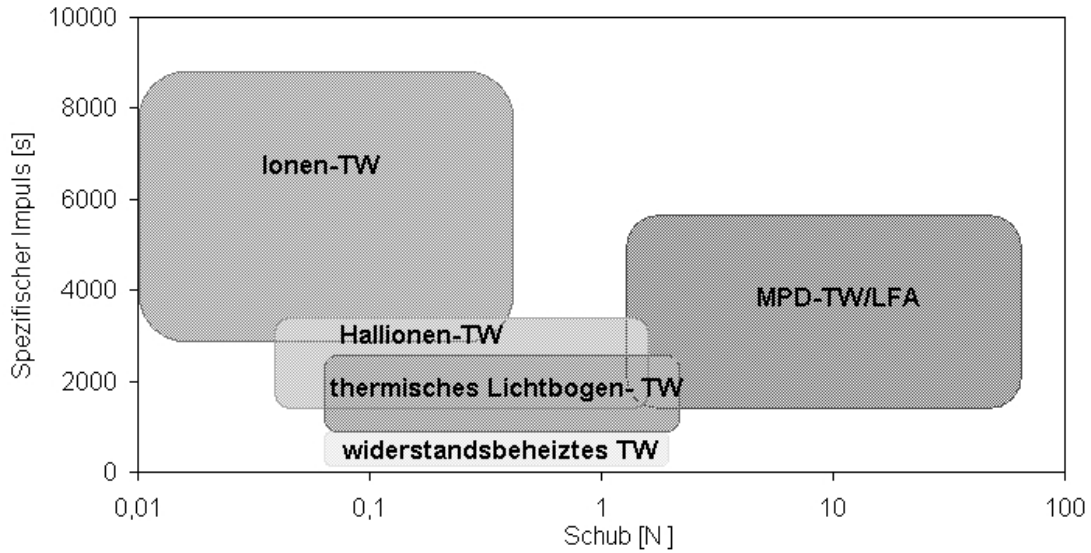 10000
8000
6000
4000
2000
0
Spezifischer Impuls [s]
Ionen-TW
MPD-TW/LFA
Hallionen-TW
thermisches Lichtbogen- TW
widerstandsbeheiztes TW
0,01
0,1
1
10
100
Schub [N ]